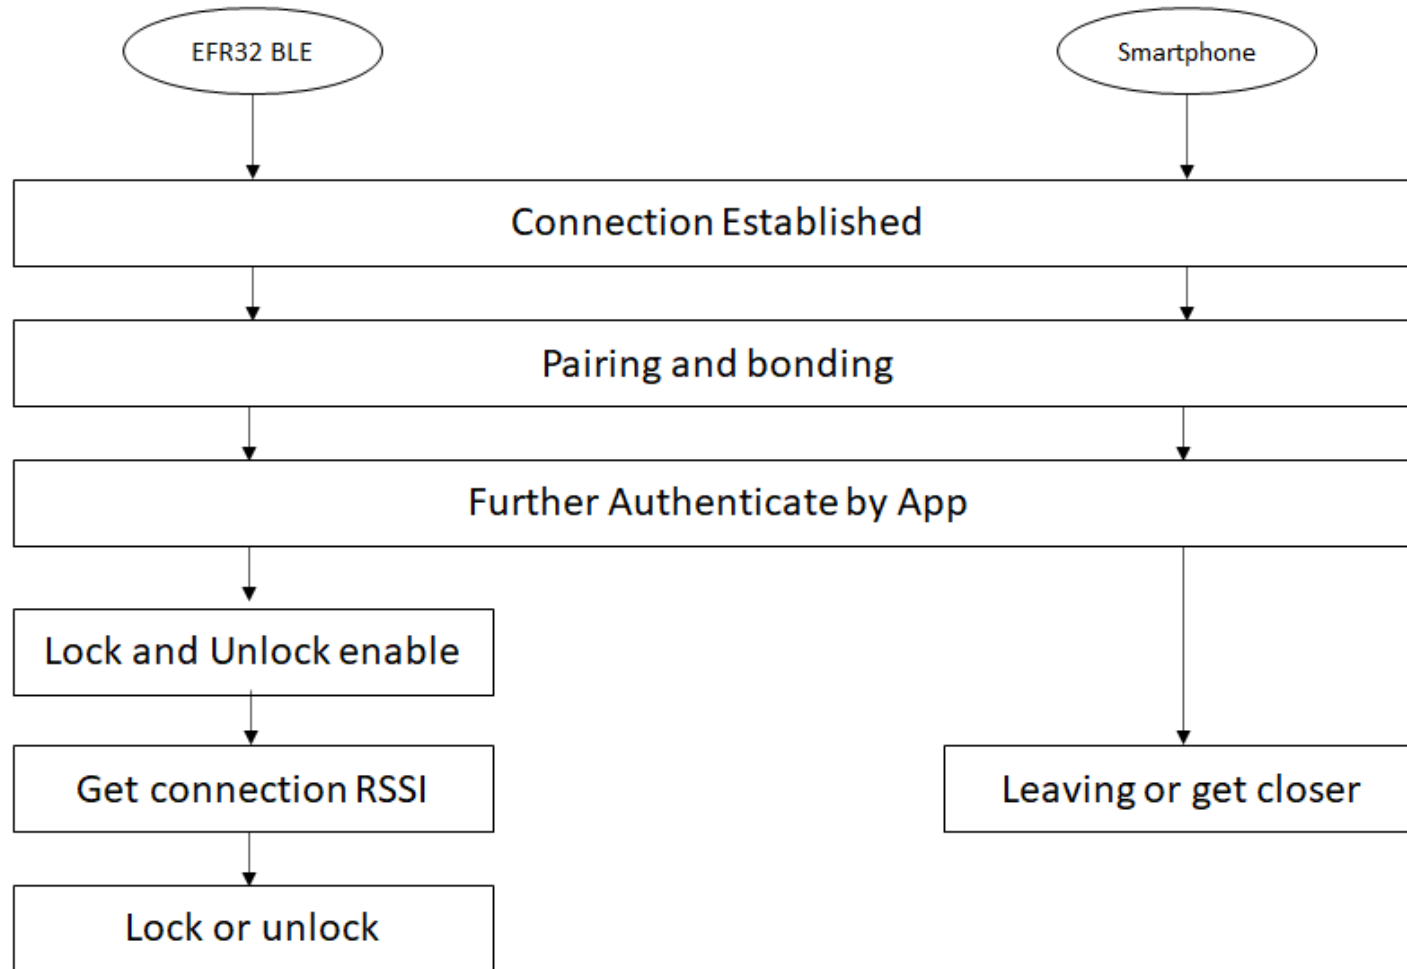 EFR32 BLE
Smartphone
Connection Established
Pairing and bonding
Further Authenticate by App
Lock and Unlock enable
Get connection RSSI
Leaving or get closer
Lock or unlock